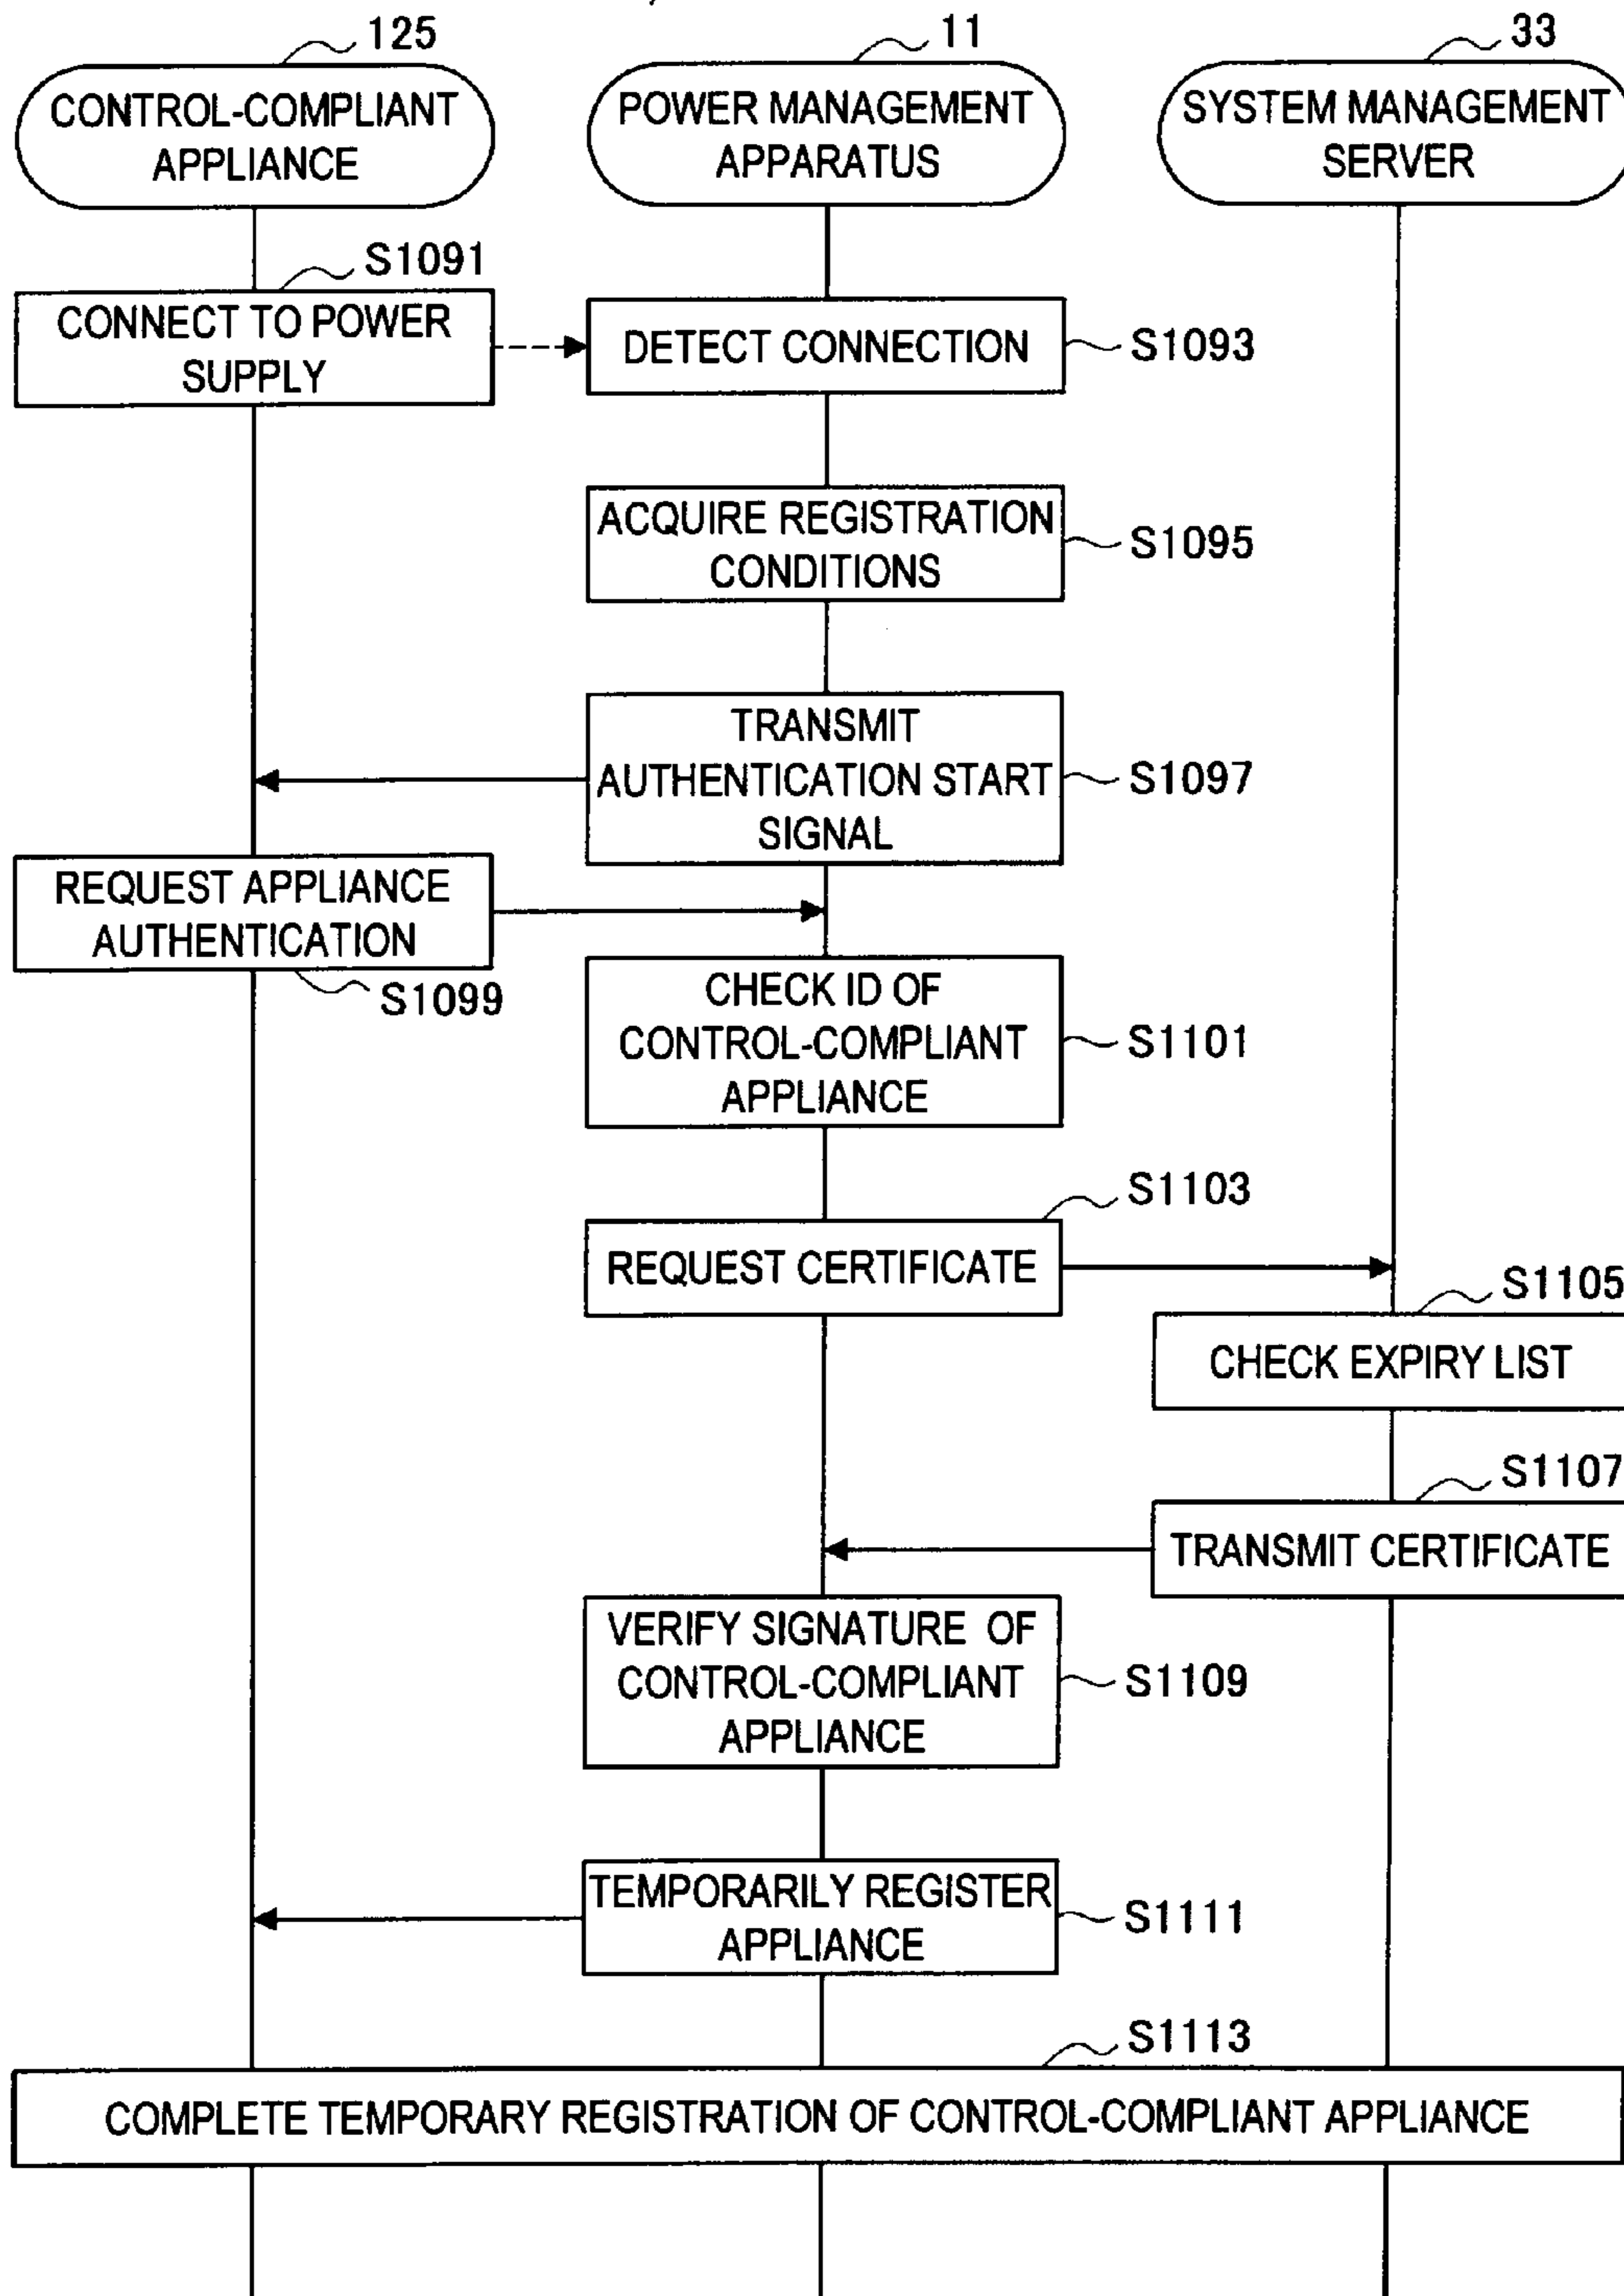 125
11
33
CONTROL-COMPLIANT
APPLIANCE
POWER MANAGEMENT
APPARATUS
SYSTEM MANAGEMENT
SERVER
S1091
CONNECT TO POWER
SUPPLY
DETECT CONNECTION
S1093
ACQUIRE REGISTRATION
CONDITIONS
S1095
TRANSMIT
AUTHENTICATION START
SIGNAL
S1097
REQUEST APPLIANCE
AUTHENTICATION
S1099
CHECK ID OF
CONTROL-COMPLIANT
APPLIANCE
S1101
S1103
REQUEST CERTIFICATE
S1105
CHECK EXPIRY LIST
S1107
TRANSMIT CERTIFICATE
VERIFY SIGNATURE OF
CONTROL-COMPLIANT
APPLIANCE
S1109
TEMPORARILY REGISTER
APPLIANCE
S1111
S1113
COMPLETE TEMPORARY REGISTRATION OF CONTROL-COMPLIANT APPLIANCE